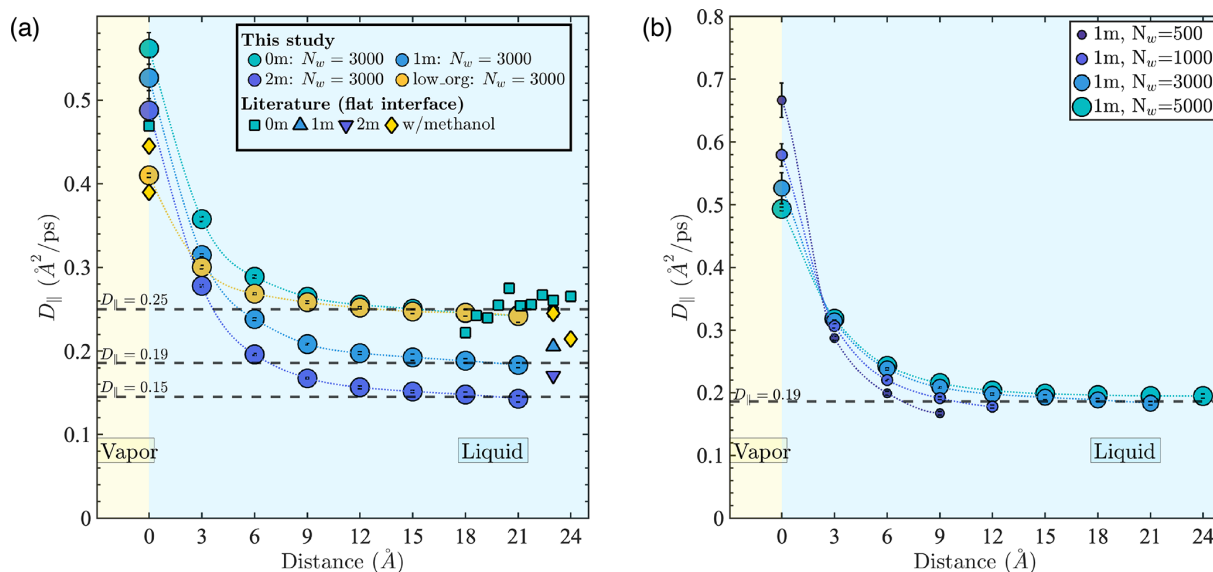 (a)
This study
0m: N_w = 3000 1m: N_w = 3000
2m: N_w = 3000 low_org: N_w = 3000
Literature (flat interface)
0m 1m 2m w/methanol
0.5
0.4
0.3
0.2
0.1
0
D_∥ (Å²/ps)
D_∥ = 0.25
D_∥ = 0.19
D_∥ = 0.15
Vapor
Liquid
0 3 6 9 12 15 18 21 24
Distance (Å)
(b)
1m, N_w=500
1m, N_w=1000
1m, N_w=3000
1m, N_w=5000
0.8
0.7
0.6
0.5
0.4
0.3
0.2
0.1
0
D_∥ (Å²/ps)
D_∥ = 0.19
Vapor
Liquid
0 3 6 9 12 15 18 21 24
Distance (Å)